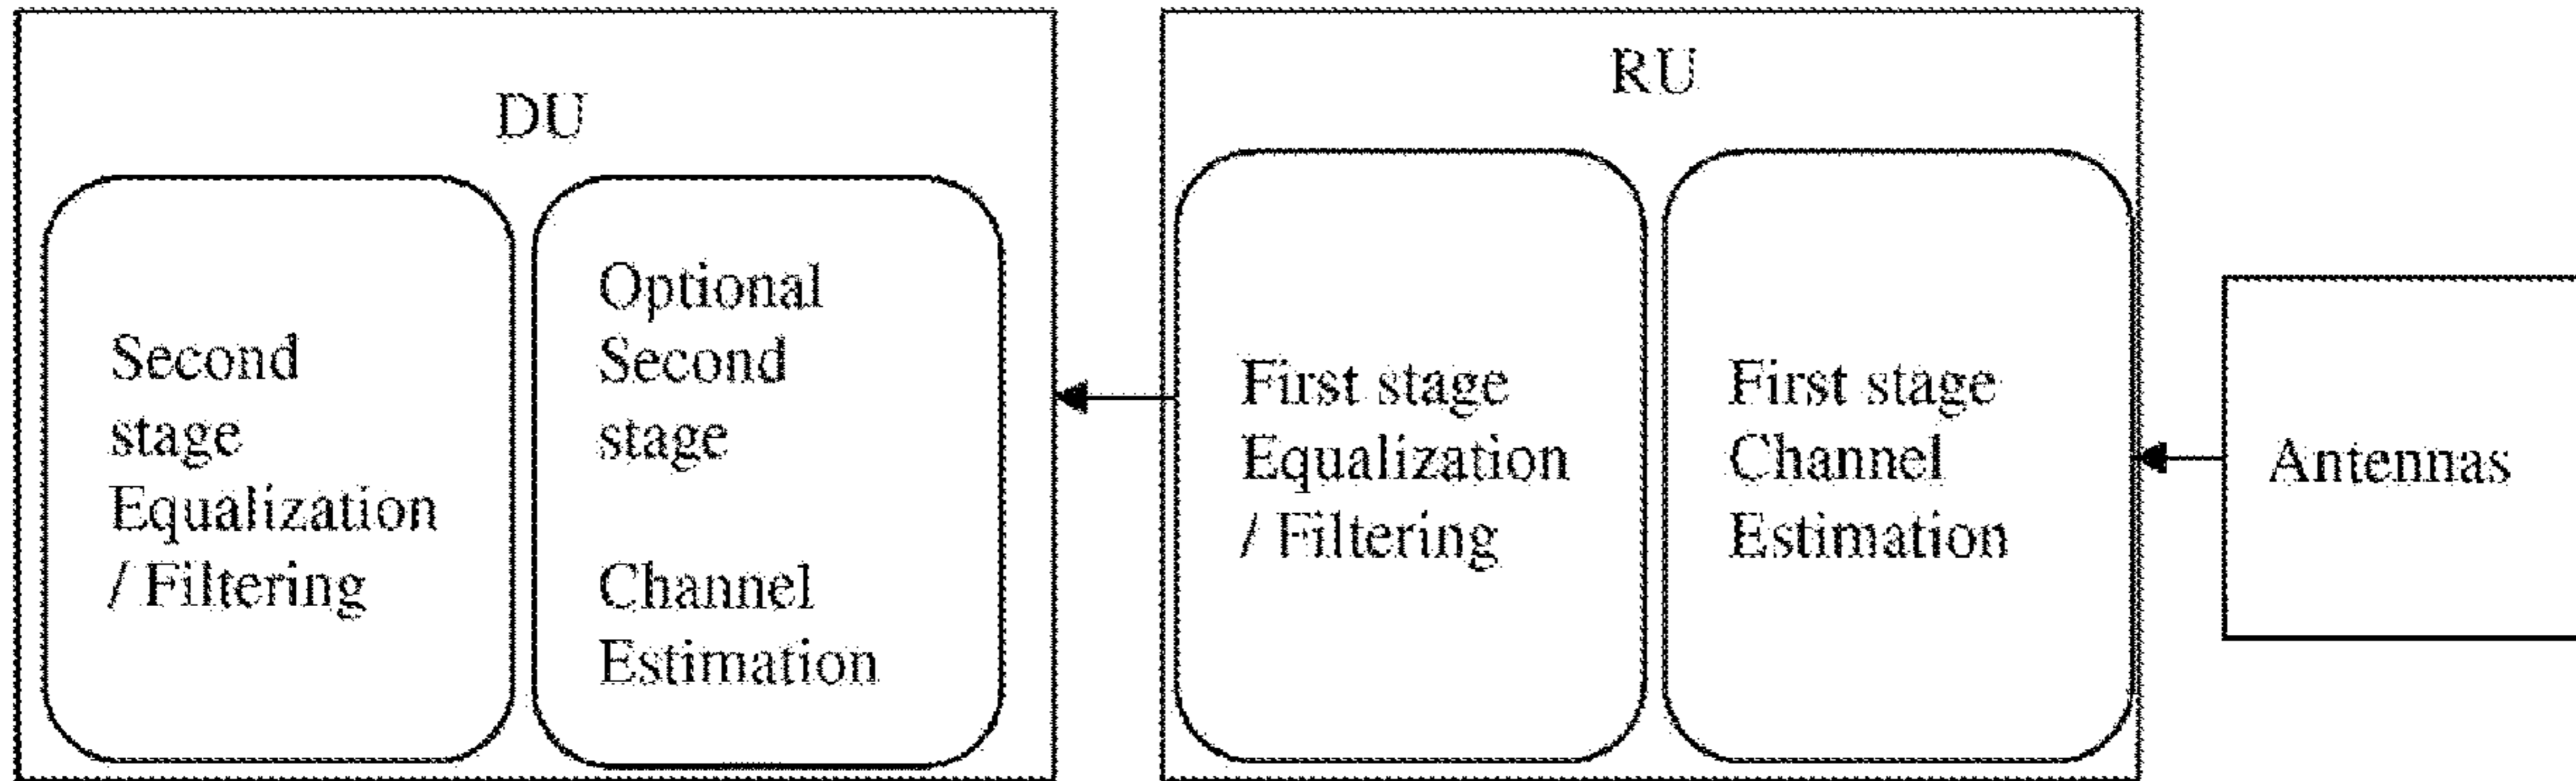 DU
Second
stage
Equalization
/ Filtering
Optional
Second
stage
Channel
Estimation
RU
First stage
Equalization
/ Filtering
First stage
Channel
Estimation
Antennas